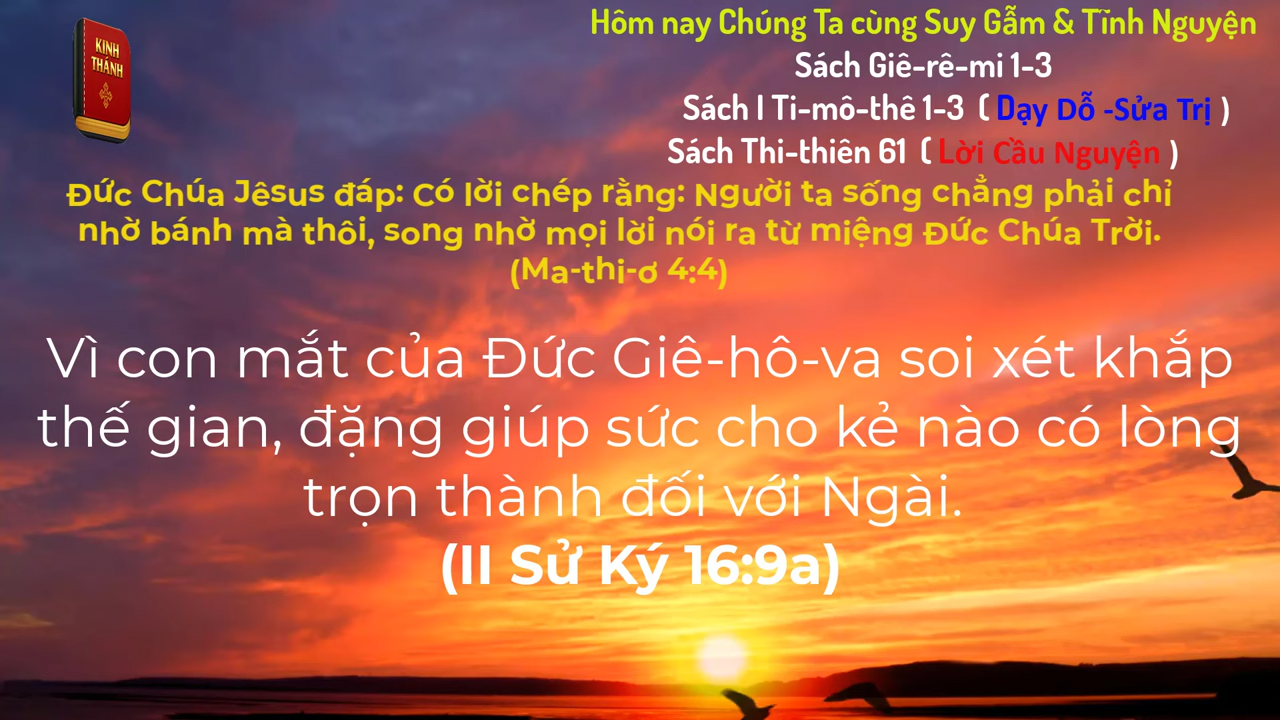 KINH
THÁNH
Hôm nay Chúng Ta cùng Suy Gẫm & Tĩnh Nguyện
Sách Giê-rê-mi 1-3
Sách I Ti-mô-thê 1-3 ( Dạy Dỗ -Sửa Trị )
Sách Thi-thiên 61 ( Lời Cầu Nguyện )
Đức Chúa Jêsus đáp: Có lời chép rằng: Người ta sống chẳng phải chỉ
nhờ bánh mà thôi, song nhờ mọi lời nói ra từ miệng Đức Chúa Trời.
(Ma-thi-ơ 4:4)
Vì con mắt của Đức Giê-hô-va soi xét khắp
thế gian, đặng giúp sức cho kẻ nào có lòng
trọn thành đối với Ngài.
(II Sử Ký 16:9a)